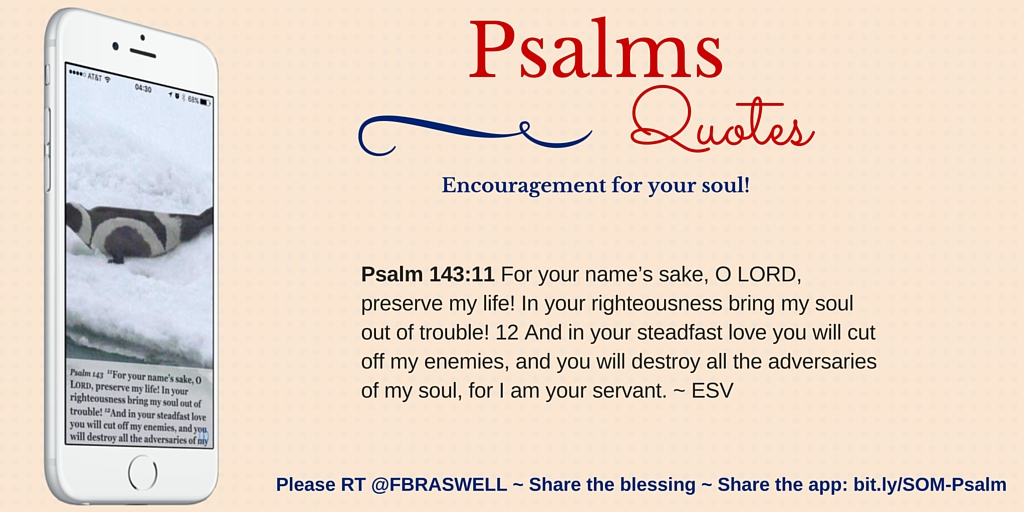 AT&T
04:30
68%
Psalm 143 ¹¹For your name's sake, O
LORD, preserve my life! In your
righteousness bring my soul out of
trouble! ¹²And in your steadfast love
you will cut off my enemies, and you
will destroy all the adversaries of my
Psalms
Quotes
Encouragement for your soul!
Psalm 143:11 For your name’s sake, O LORD,
preserve my life! In your righteousness bring my soul
out of trouble! 12 And in your steadfast love you will cut
off my enemies, and you will destroy all the adversaries
of my soul, for I am your servant. ~ ESV
Please RT @FBRASWELL ~ Share the blessing ~ Share the app: bit.ly/SOM-Psalm